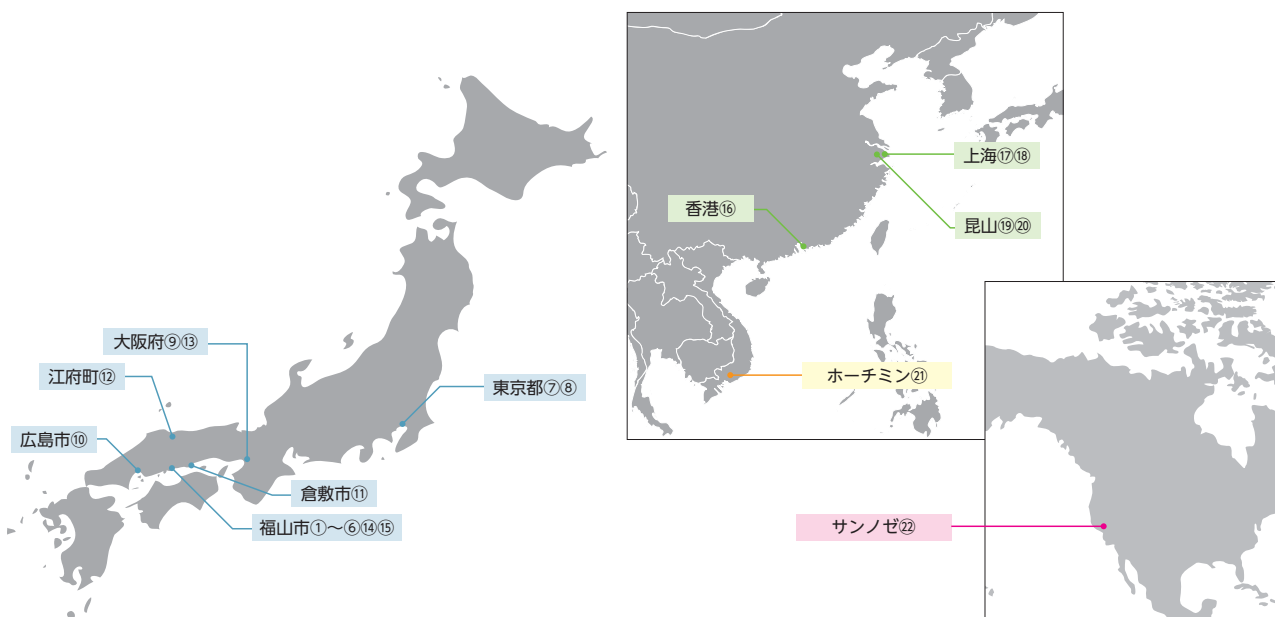 上海⑰⑱
香港⑯
昆山⑲⑳
大阪府⑨⑬
江府町⑫
東京都⑦⑧
ホーチミン㉑
広島市⑩
倉敷市⑪
福山市①～⑥⑭⑮
サンノゼ㉒